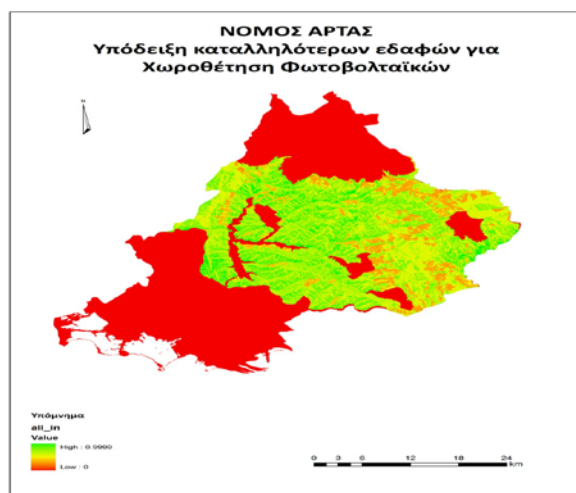 ΝΟΜΟΣ ΑΡΤΑΣ
Υπόδειξη καταλληλότερων εδαφών για
Χωροθέτηση Φωτοβολταϊκών
N
Υπόμνημα
all_in
Value
High : 0.9990
Low : 0
0 3 6 12 18 24
km